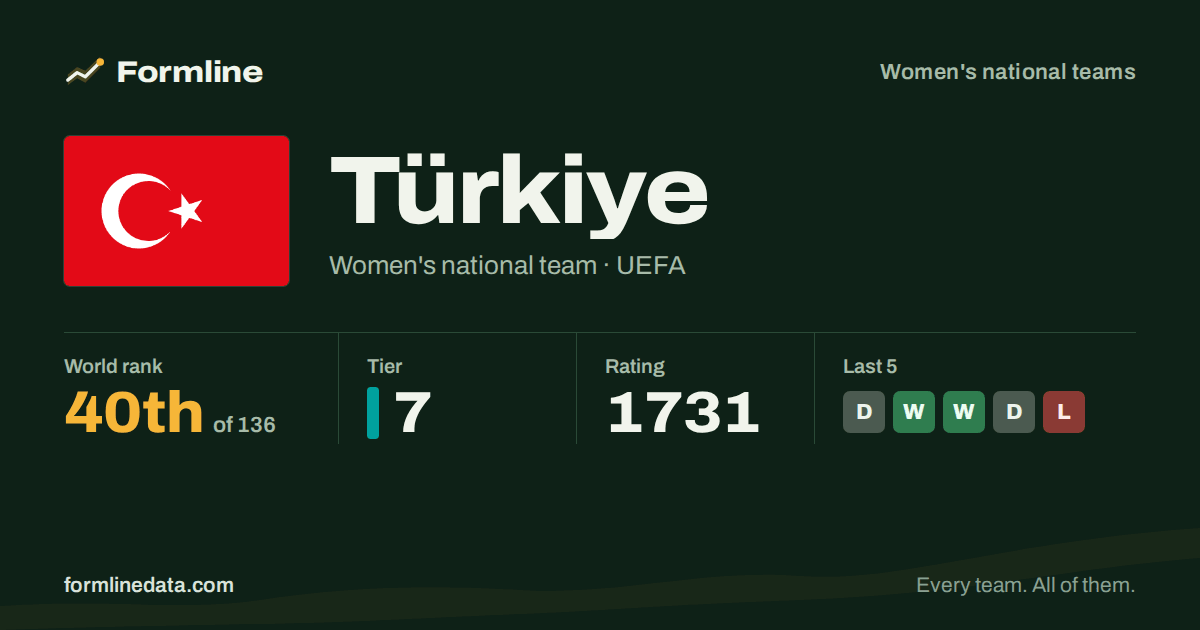 Formline
Women's national teams
Türkiye
Women's national team · UEFA
World rank
40th of 136
Tier
7
Rating
1731
Last 5
D W W D L
formlinedata.com
Every team. All of them.